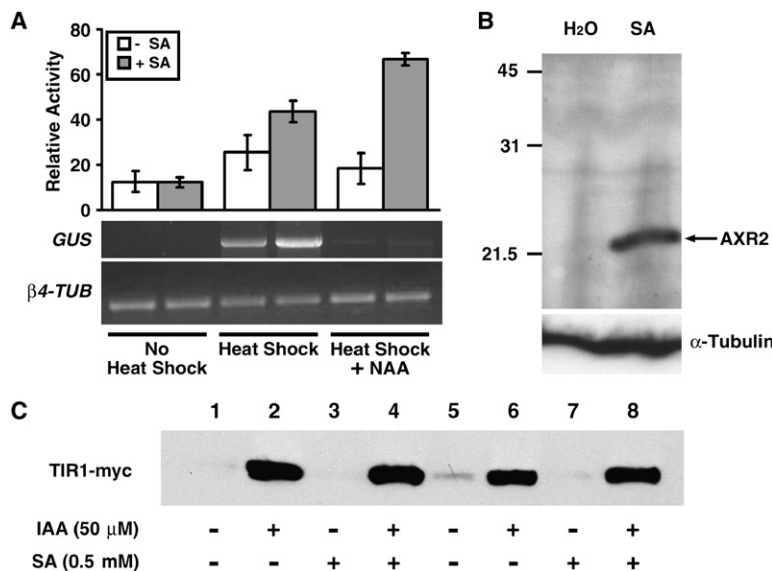 A
Relative Activity
80
60
40
20
0
- SA
+ SA
GUS
β4-TUB
No Heat Shock
Heat Shock
Heat Shock + NAA
B
H2O SA
45
31
21.5
AXR2
α-Tubulin
C
1 2 3 4 5 6 7 8
TIR1-myc
IAA (50 μM) - + - + - + - +
SA (0.5 mM) - - + + - - + +